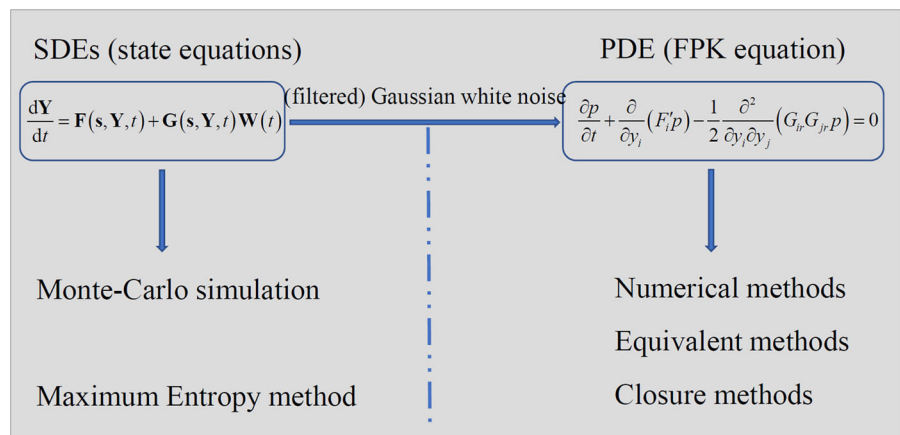 SDEs (state equations)
PDE (FPK equation)
dY/dt = F(s,Y,t)+G(s,Y,t)W(t)
(filtered) Gaussian white noise
∂p/∂t + ∂/∂y_i (F_i′p) − 1/2 ∂²/∂y_i∂y_j (G_ir G_jr p) = 0
Monte-Carlo simulation
Maximum Entropy method
Numerical methods
Equivalent methods
Closure methods